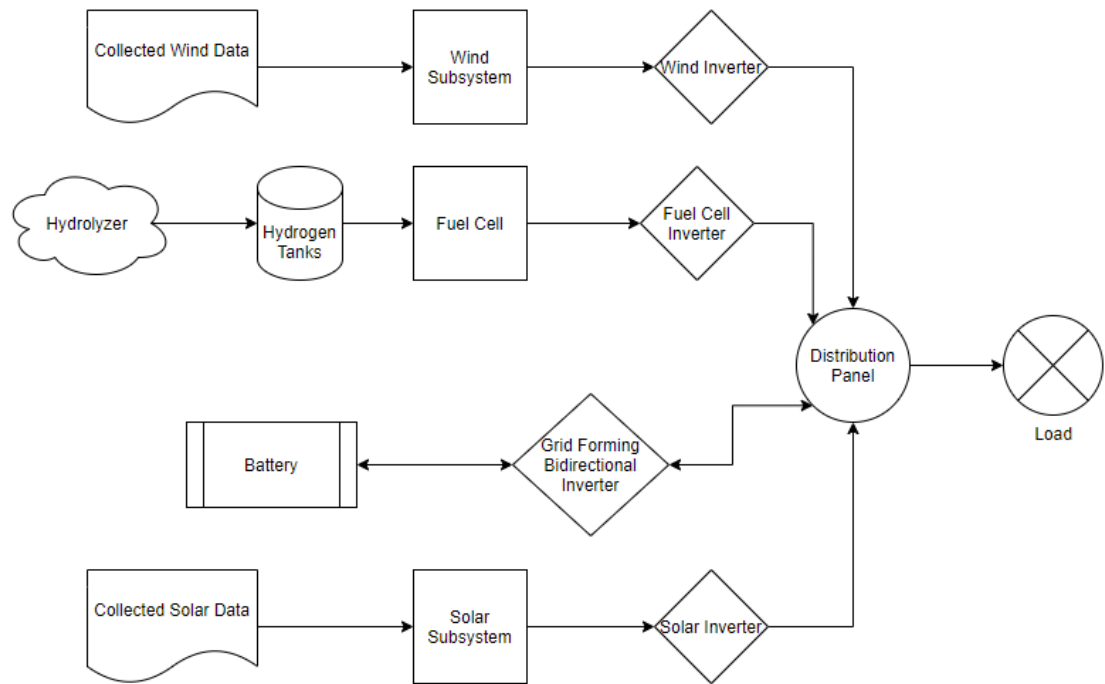 Collected Wind Data
Wind
Subsystem
Wind Inverter
Hydrolyzer
Hydrogen
Tanks
Fuel Cell
Fuel Cell
Inverter
Distribution
Panel
Load
Battery
Grid Forming
Bidirectional
Inverter
Collected Solar Data
Solar
Subsystem
Solar Inverter